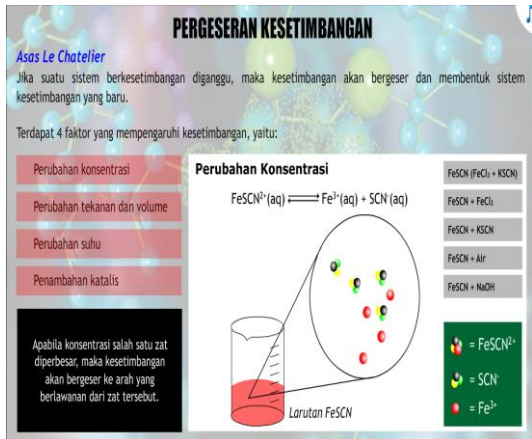 PERGESERAN KESETIMBANGAN
Asas Le Chatelier
Jika suatu sistem berkesetimbangan diganggu, maka kesetimbangan akan bergeser dan membentuk sistem
kesetimbangan yang baru.
Terdapat 4 faktor yang mempengaruhi kesetimbangan, yaitu:
Perubahan konsentrasi
Perubahan tekanan dan volume
Perubahan suhu
Penambahan katalis
Apabila konsentrasi salah satu zat
diperbesar, maka kesetimbangan
akan bergeser ke arah yang
berlawanan dari zat tersebut.
Perubahan Konsentrasi
FeSCN²⁺(aq) ⇌ Fe³⁺(aq) + SCN⁻(aq)
Larutan FeSCN
FeSCN (FeCl₃ + KSCN)
FeSCN + FeCl₃
FeSCN + KSCN
FeSCN + Air
FeSCN + NaOH
= FeSCN²⁺
= SCN⁻
= Fe³⁺